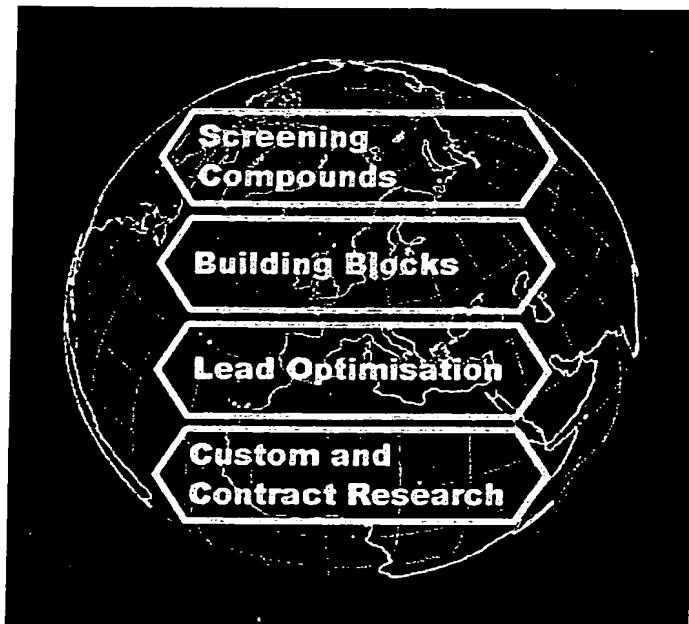 Screening
Compounds
Building Blocks
Lead Optimisation
Custom and
Contract Research